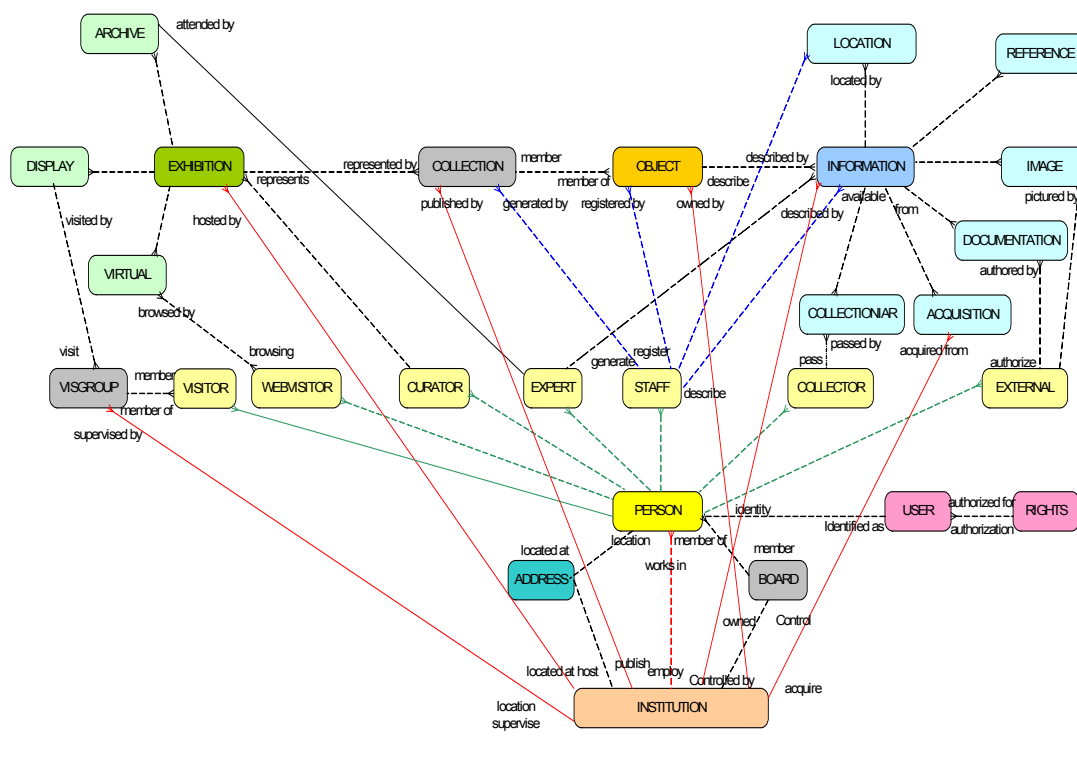 ARCHIVE
attended by
LOCATION
REFERENCE
located by
DISPLAY
EXHIBITION
represented by
COLLECTION
member
OBJECT
described by
INFORMATION
IMAGE
represents
member of
describe
visited by
hosted by
published by
generated by
registered by
owned by
described by
available
from
pictured by
DOCUMENTATION
VIRTUAL
authored by
browsed by
COLLECTIONIAR
ACQUISITION
passed by
acquired from
visit
browsing
generate
register
pass
authorize
VISGROUP
member
VISITOR
WEBVISITOR
CURATOR
EXPERT
STAFF
describe
COLLECTOR
EXTERNAL
member of
supervised by
PERSON
identity
USER
authorized for
RIGHTS
Identified as
authorization
location
member of
located at
works in
member
ADDRESS
BOARD
owned
Control
located at host
publish
employ
Controlled by
acquire
location
supervise
INSTITUTION